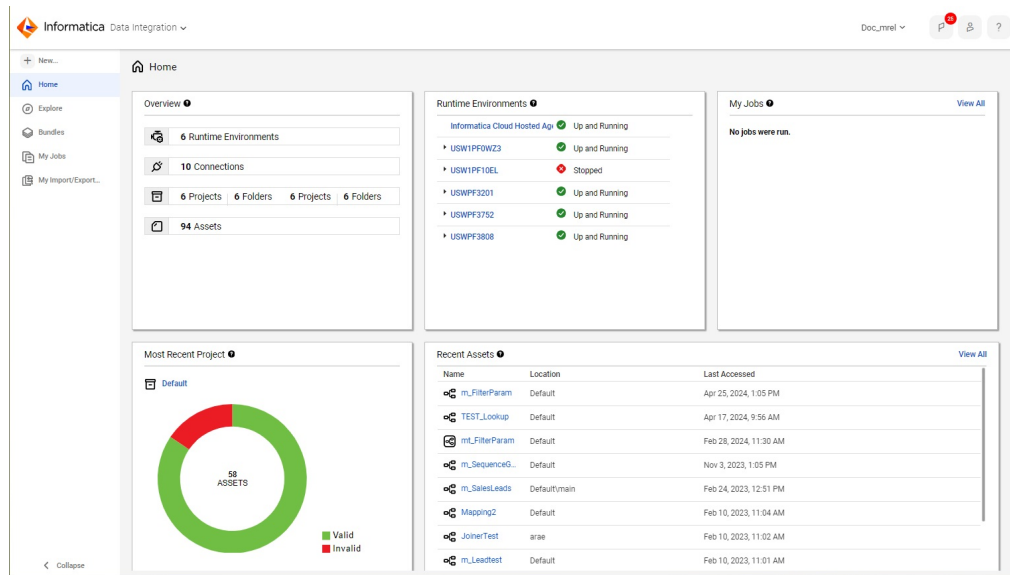 Informatica Data Integration
Doc_mrel
25
?
New...
Home
Explore
Bundles
My Jobs
My Import/Export...
Collapse
Home
Overview
6 Runtime Environments
10 Connections
6 Projects 6 Folders 6 Projects 6 Folders
94 Assets
Runtime Environments
Informatica Cloud Hosted Age Up and Running
USW1PF0WZ3 Up and Running
USW1PF10EL Stopped
USWPF3201 Up and Running
USWPF3752 Up and Running
USWPF3808 Up and Running
My Jobs View All
No jobs were run.
Most Recent Project
Default
58
ASSETS
Valid
Invalid
Recent Assets View All
Name Location Last Accessed
m_FilterParam Default Apr 25, 2024, 1:05 PM
TEST_Lookup Default Apr 17, 2024, 9:56 AM
mt_FilterParam Default Feb 28, 2024, 11:30 AM
m_SequenceG... Default Nov 3, 2023, 1:05 PM
m_SalesLeads Default\main Feb 24, 2023, 12:51 PM
Mapping2 Default Feb 10, 2023, 11:04 AM
JoinerTest arae Feb 10, 2023, 11:02 AM
m_Leadtest Default Feb 10, 2023, 11:01 AM